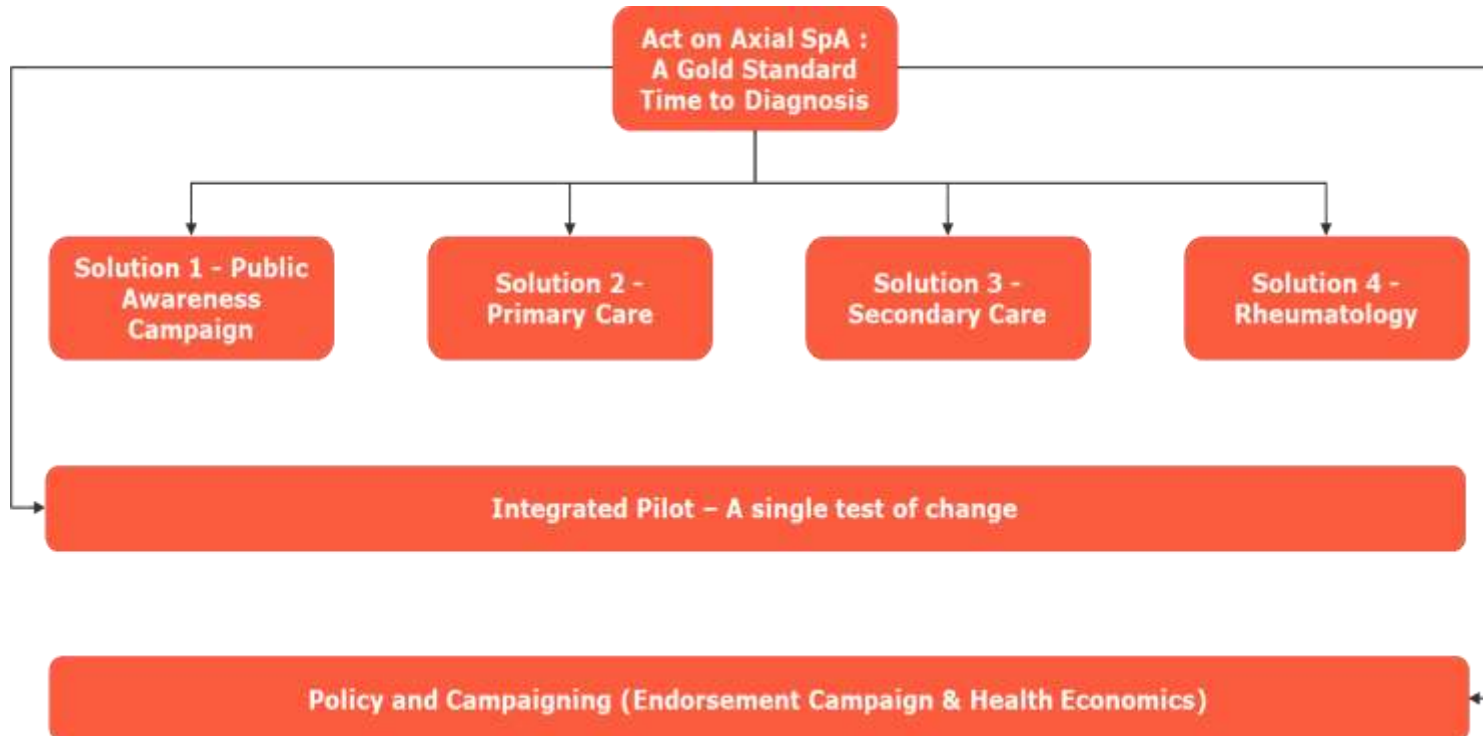 Act on Axial SpA :
A Gold Standard
Time to Diagnosis
Solution 1 - Public
Awareness
Campaign
Solution 2 -
Primary Care
Solution 3 -
Secondary Care
Solution 4 -
Rheumatology
Integrated Pilot – A single test of change
Policy and Campaigning (Endorsement Campaign & Health Economics)